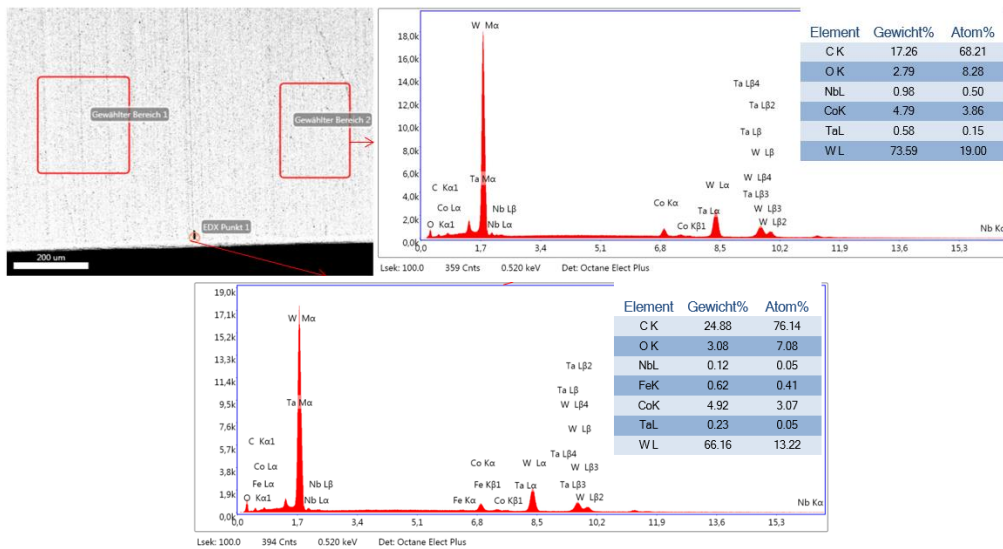 Gewählter Bereich 1
Gewählter Bereich 2
EDX Punkt 1
200 um
18,0k
16,0k
14,0k
12,0k
10,0k
8,0k
6,0k
4,0k
2,0k
0,0k
W Mα
Ta Mα
C Kα1
Co Lα
O Kα1
Nb Lβ
Nb Lα
Co Kα
Co Kβ1
W Lα
Ta Lα
Ta Lβ4
Ta Lβ2
Ta Lβ
W Lβ
W Lβ4
Ta Lβ3
W Lβ3
W Lβ2
Nb Kα
0,0 1,7 3,4 5,1 6,8 8,5 10,2 11,9 13,6 15,3
Lsek: 100.0 359 Cnts 0.520 keV Det: Octane Elect Plus
Element Gewicht% Atom%
C K 17.26 68.21
O K 2.79 8.28
NbL 0.98 0.50
CoK 4.79 3.86
TaL 0.58 0.15
W L 73.59 19.00
19,0k
17,1k
15,2k
13,3k
11,4k
9,5k
7,6k
5,7k
3,8k
1,9k
0,0k
W Mα
Ta Mα
C Kα1
Co Lα
Fe Lα
O Kα1
Nb Lβ
Nb Lα
Co Kα
Fe Kβ1
Fe Kα
Co Kβ1
W Lα
Ta Lα
Ta Lβ2
Ta Lβ
W Lβ4
W Lβ
Ta Lβ4
W Lβ3
Ta Lβ3
W Lβ2
Nb Kα
0,0 1,7 3,4 5,1 6,8 8,5 10,2 11,9 13,6 15,3
Lsek: 100.0 394 Cnts 0.520 keV Det: Octane Elect Plus
Element Gewicht% Atom%
C K 24.88 76.14
O K 3.08 7.08
NbL 0.12 0.05
FeK 0.62 0.41
CoK 4.92 3.07
TaL 0.23 0.05
W L 66.16 13.22